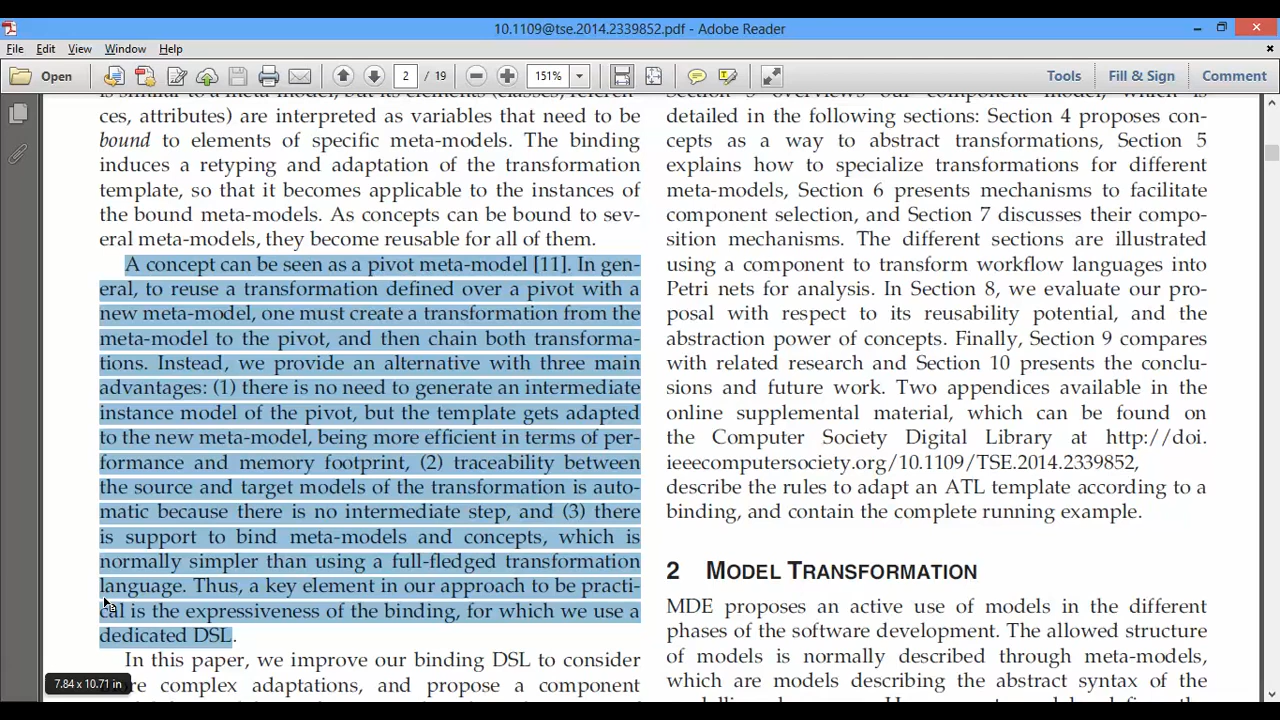 10.1109@tse.2014.2339852.pdf - Adobe Reader
File Edit View Window Help
Open 2 / 19 151% Tools Fill & Sign Comment
is similar to a meta-model, but its elements (classes, referen-
ces, attributes) are interpreted as variables that need to be
bound to elements of specific meta-models. The binding
induces a retyping and adaptation of the transformation
template, so that it becomes applicable to the instances of
the bound meta-models. As concepts can be bound to sev-
eral meta-models, they become reusable for all of them.
A concept can be seen as a pivot meta-model [11]. In gen-
eral, to reuse a transformation defined over a pivot with a
new meta-model, one must create a transformation from the
meta-model to the pivot, and then chain both transforma-
tions. Instead, we provide an alternative with three main
advantages: (1) there is no need to generate an intermediate
instance model of the pivot, but the template gets adapted
to the new meta-model, being more efficient in terms of per-
formance and memory footprint, (2) traceability between
the source and target models of the transformation is auto-
matic because there is no intermediate step, and (3) there
is support to bind meta-models and concepts, which is
normally simpler than using a full-fledged transformation
language. Thus, a key element in our approach to be practi-
cal is the expressiveness of the binding, for which we use a
dedicated DSL.
In this paper, we improve our binding DSL to consider
complex adaptations, and propose a component
7.84 x 10.71 in
Section 3 overviews our component model, which is
detailed in the following sections: Section 4 proposes con-
cepts as a way to abstract transformations, Section 5
explains how to specialize transformations for different
meta-models, Section 6 presents mechanisms to facilitate
component selection, and Section 7 discusses their compo-
sition mechanisms. The different sections are illustrated
using a component to transform workflow languages into
Petri nets for analysis. In Section 8, we evaluate our pro-
posal with respect to its reusability potential, and the
abstraction power of concepts. Finally, Section 9 compares
with related research and Section 10 presents the conclu-
sions and future work. Two appendices available in the
online supplemental material, which can be found on
the Computer Society Digital Library at http://doi.
ieeecomputersociety.org/10.1109/TSE.2014.2339852,
describe the rules to adapt an ATL template according to a
binding, and contain the complete running example.
2 MODEL TRANSFORMATION
MDE proposes an active use of models in the different
phases of the software development. The allowed structure
of models is normally described through meta-models,
which are models describing the abstract syntax of the